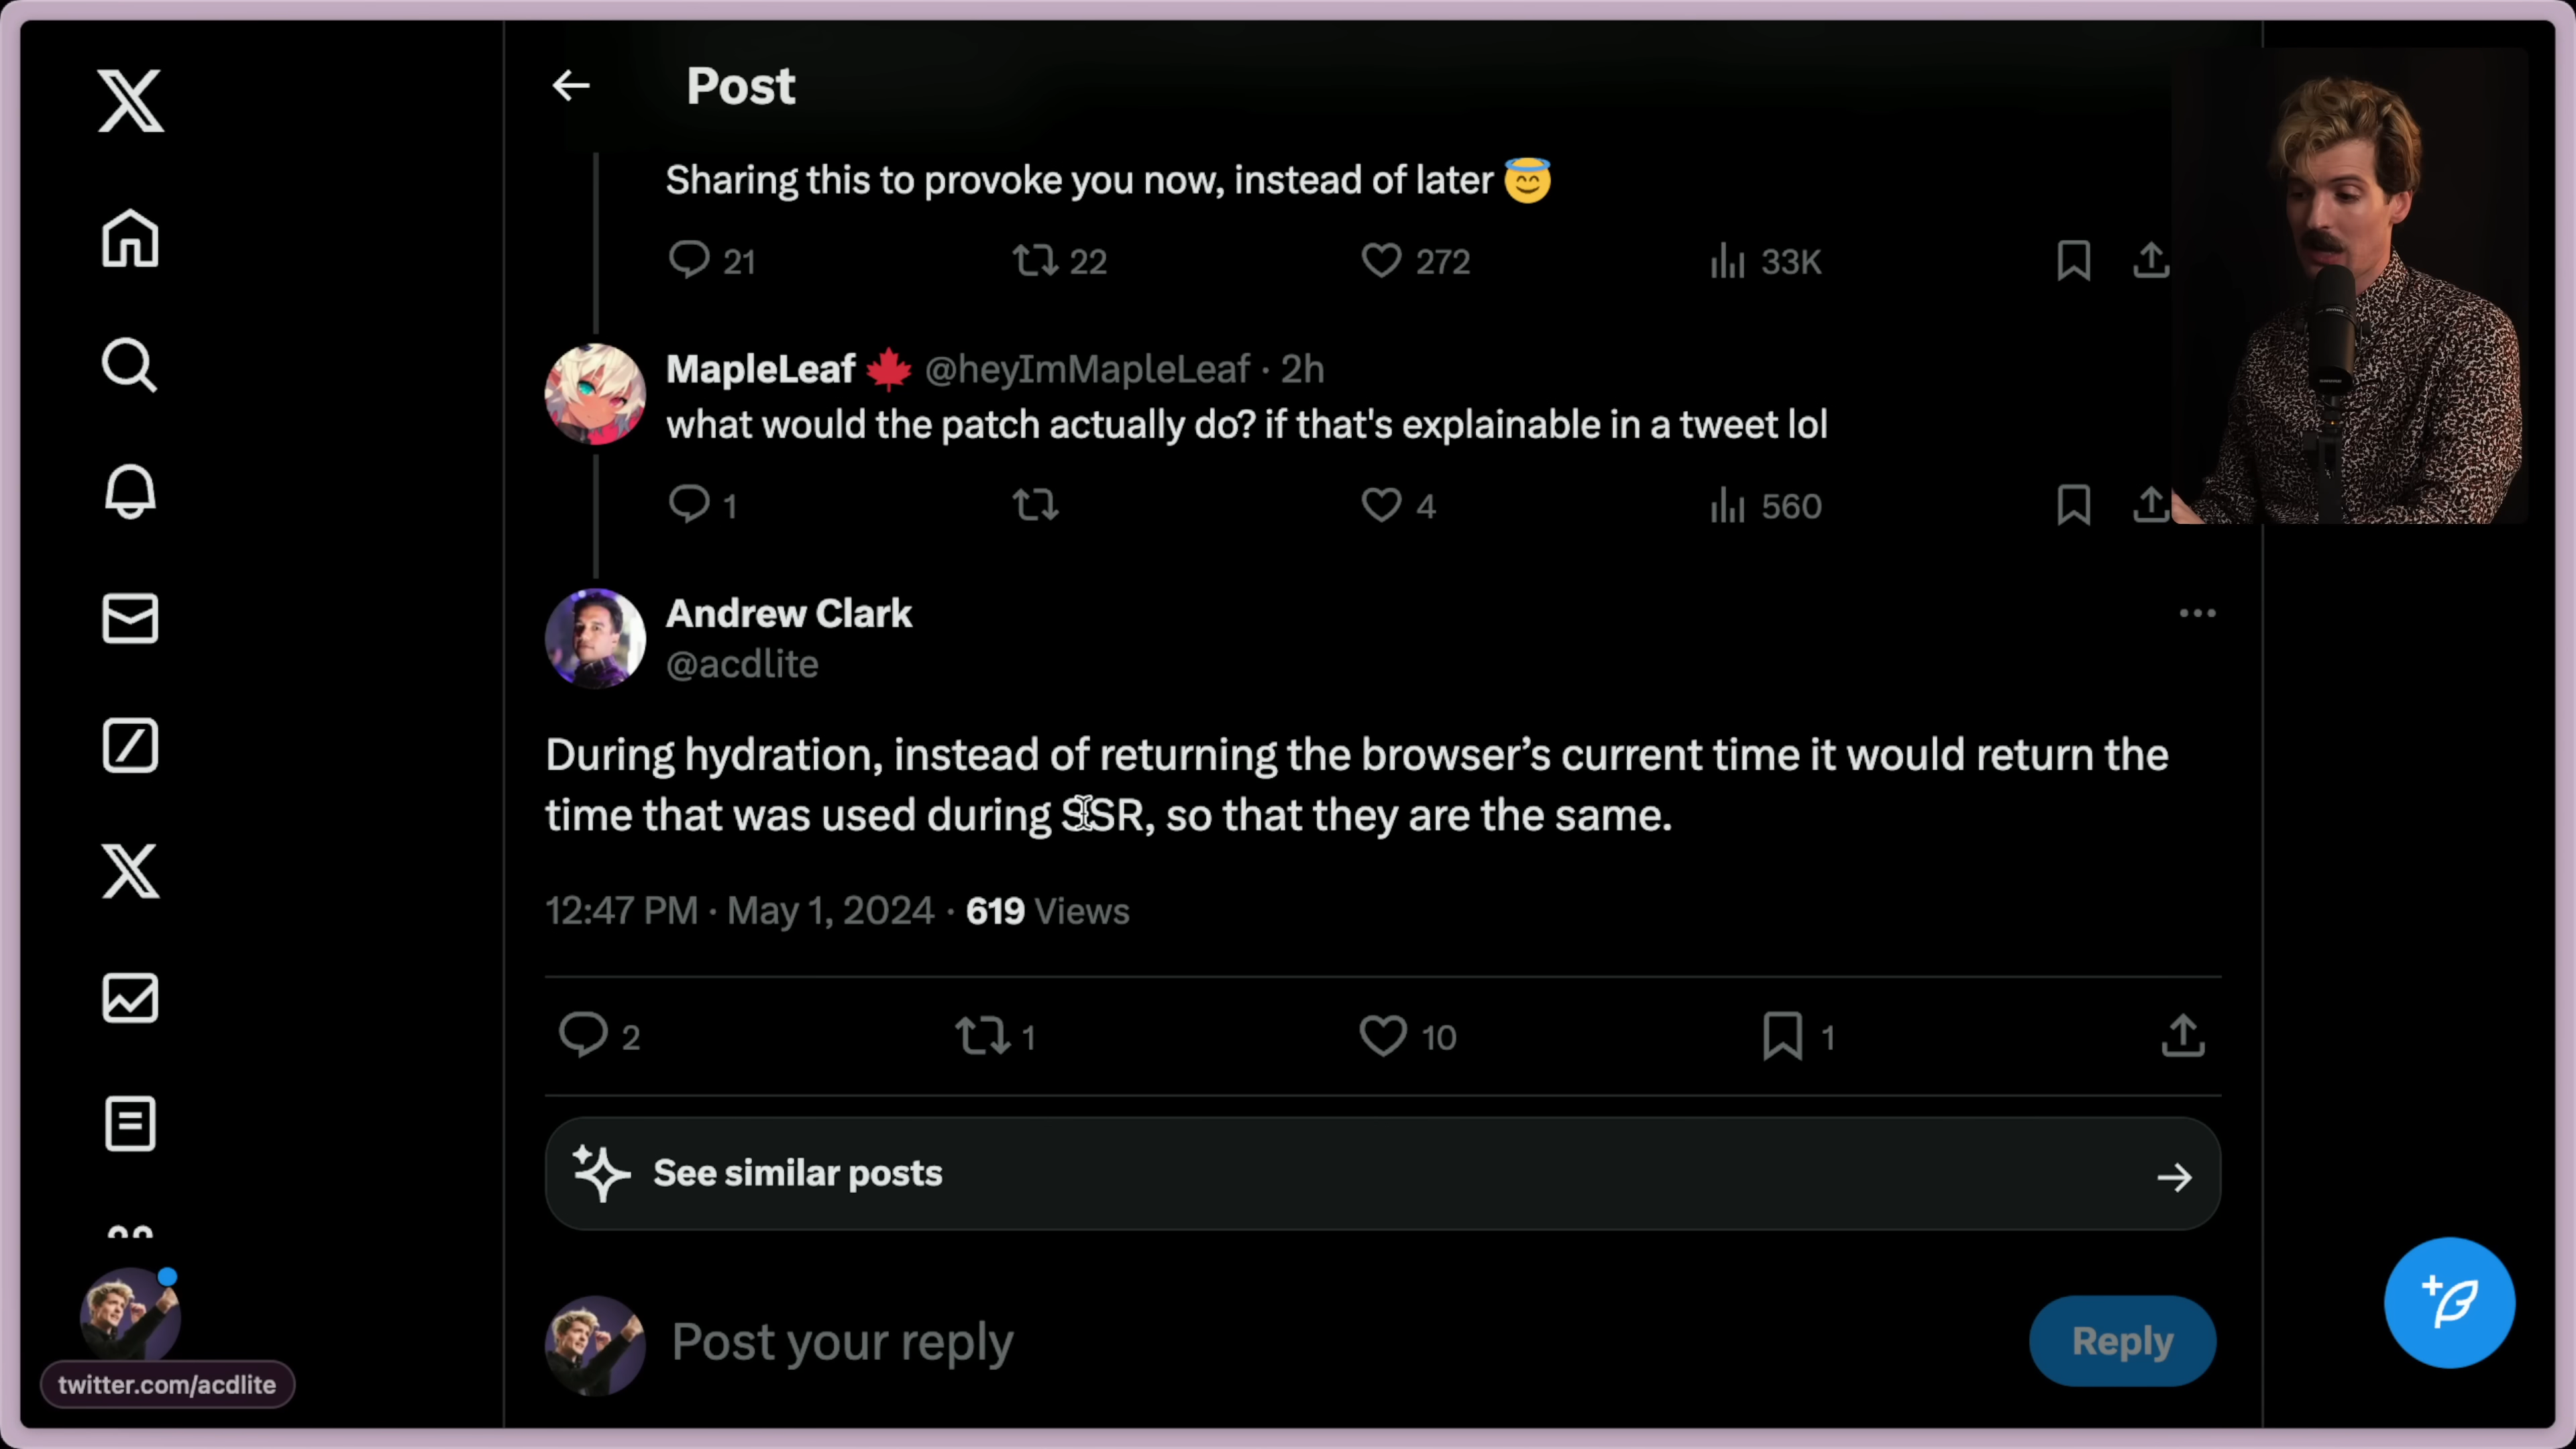 Post
Sharing this to provoke you now, instead of later 😇
21 22 272 33K
MapleLeaf 🍁 @heyImMapleLeaf · 2h
what would the patch actually do? if that's explainable in a tweet lol
1 4 560
Andrew Clark
@acdlite
During hydration, instead of returning the browser’s current time it would return the
time that was used during SSR, so that they are the same.
12:47 PM · May 1, 2024 · 619 Views
2 1 10 1
See similar posts
Post your reply
Reply
twitter.com/acdlite